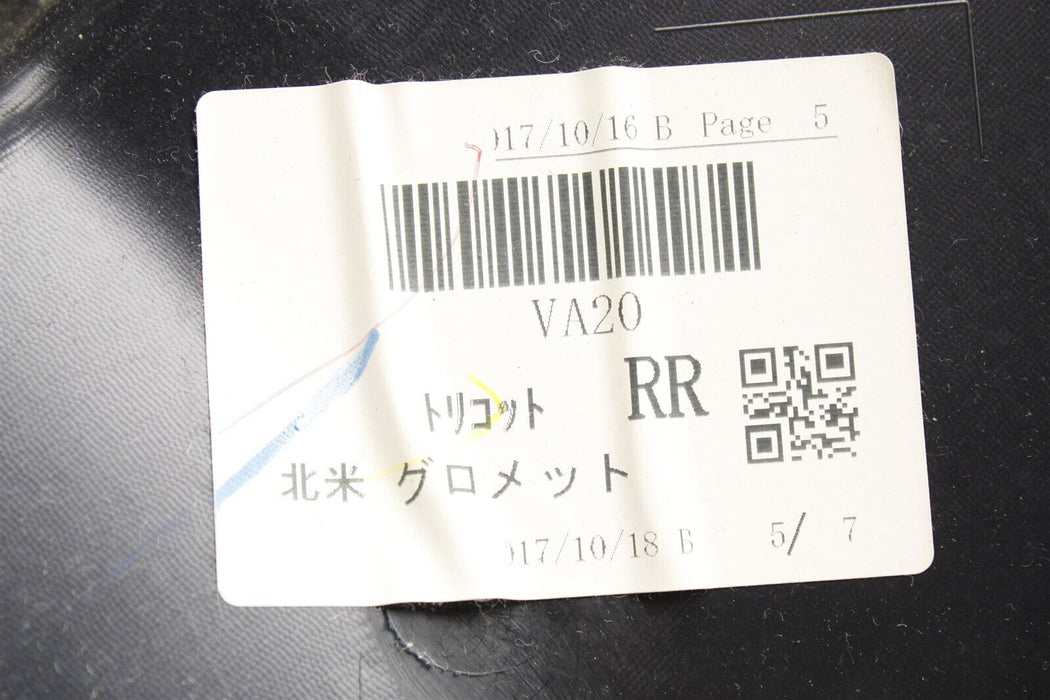 017/10/16 B Page 5
VA20
トリコット RR
北米 グロメット
017/10/18 B 5/ 7